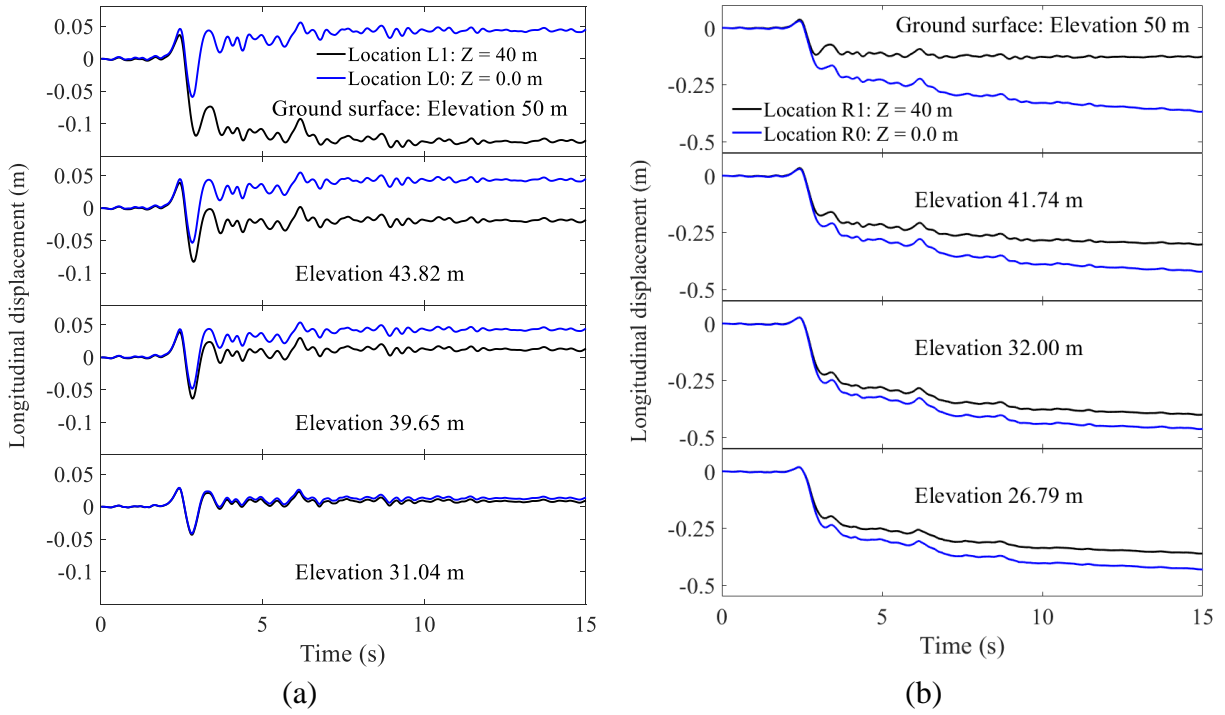 0.05
0
-0.05
-0.1
Location L1: Z = 40 m
Location L0: Z = 0.0 m
Ground surface: Elevation 50 m
0.05
0
-0.05
-0.1
Elevation 43.82 m
0.05
0
-0.05
-0.1
Elevation 39.65 m
0.05
0
-0.05
-0.1
Elevation 31.04 m
0 5 10 15
Time (s)
Longitudinal displacement (m)
(a)
0
-0.25
-0.5
Ground surface: Elevation 50 m
Location R1: Z = 40 m
Location R0: Z = 0.0 m
0
-0.25
-0.5
Elevation 41.74 m
0
-0.25
-0.5
Elevation 32.00 m
0
-0.25
-0.5
Elevation 26.79 m
0 5 10 15
Time (s)
Longitudinal displacement (m)
(b)